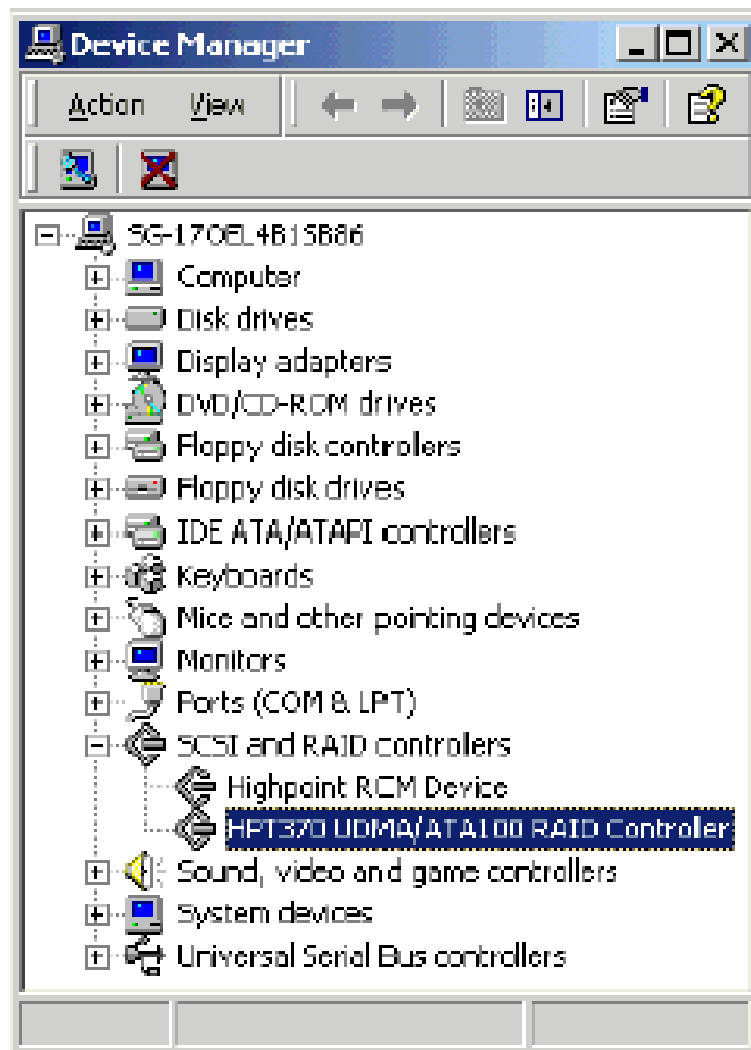 Device Manager
Action View
SG-17OEL4B15B86
Computer
Disk drives
Display adapters
DVD/CD-ROM drives
Floppy disk controllers
Floppy disk drives
IDE ATA/ATAPI controllers
Keyboards
Mice and other pointing devices
Monitors
Ports (COM & LPT)
SCSI and RAID controllers
Highpoint RCM Device
HPT370 UDMA/ATA100 RAID Controller
Sound, video and game controllers
System devices
Universal Serial Bus controllers